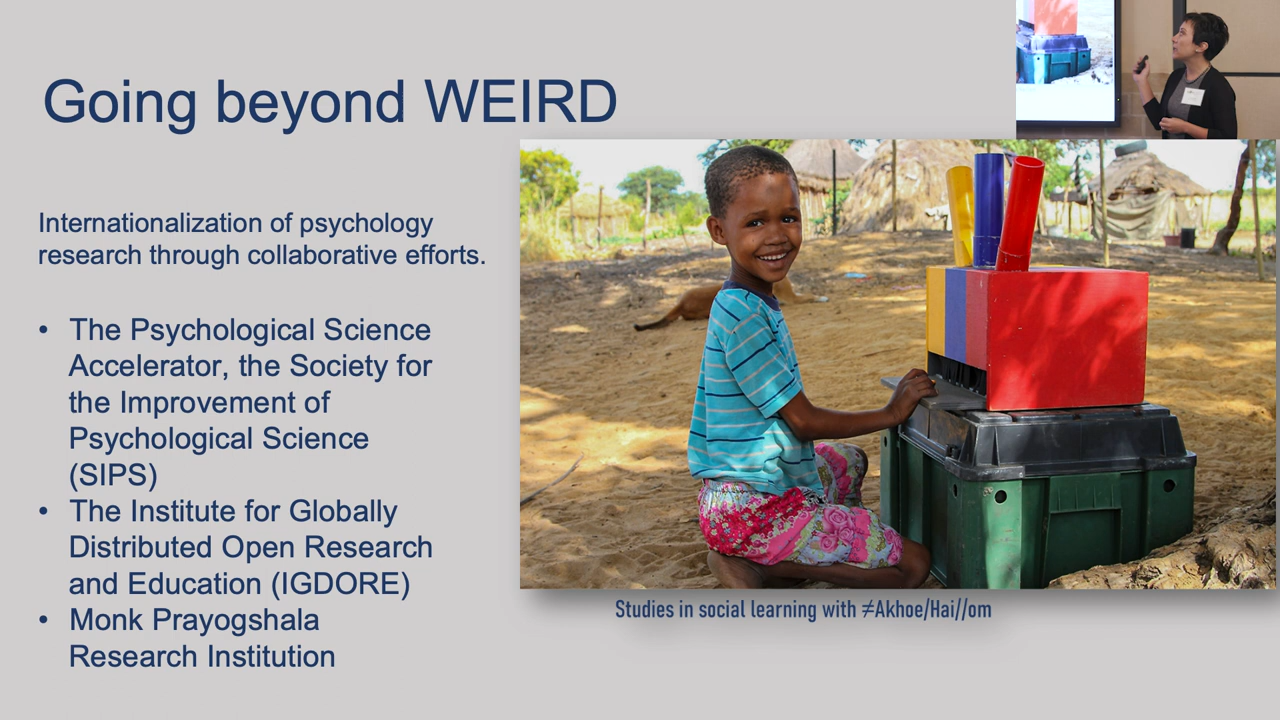 Going beyond WEIRD
Internationalization of psychology
research through collaborative efforts.
• The Psychological Science
Accelerator, the Society for
the Improvement of
Psychological Science
(SIPS)
• The Institute for Globally
Distributed Open Research
and Education (IGDORE)
• Monk Prayogshala
Research Institution
Studies in social learning with ≠Akhoe/Hai//om